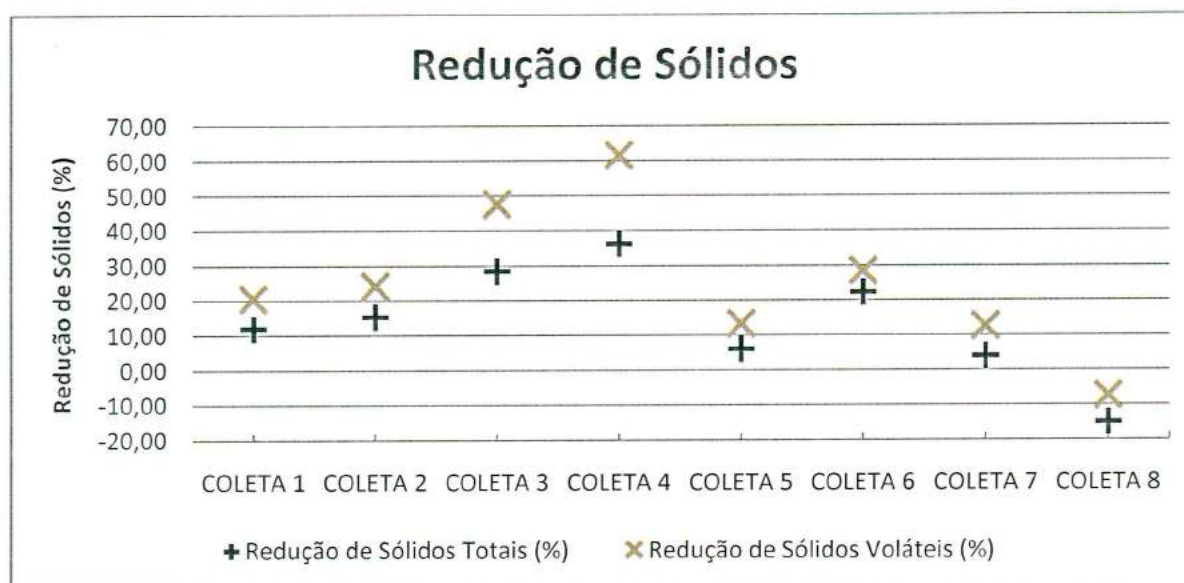 Redução de Sólidos
Redução de Sólidos (%)
70,00
60,00
50,00
40,00
30,00
20,00
10,00
0,00
-10,00
-20,00
COLETA 1 COLETA 2 COLETA 3 COLETA 4 COLETA 5 COLETA 6 COLETA 7 COLETA 8
Redução de Sólidos Totais (%) Redução de Sólidos Voláteis (%)